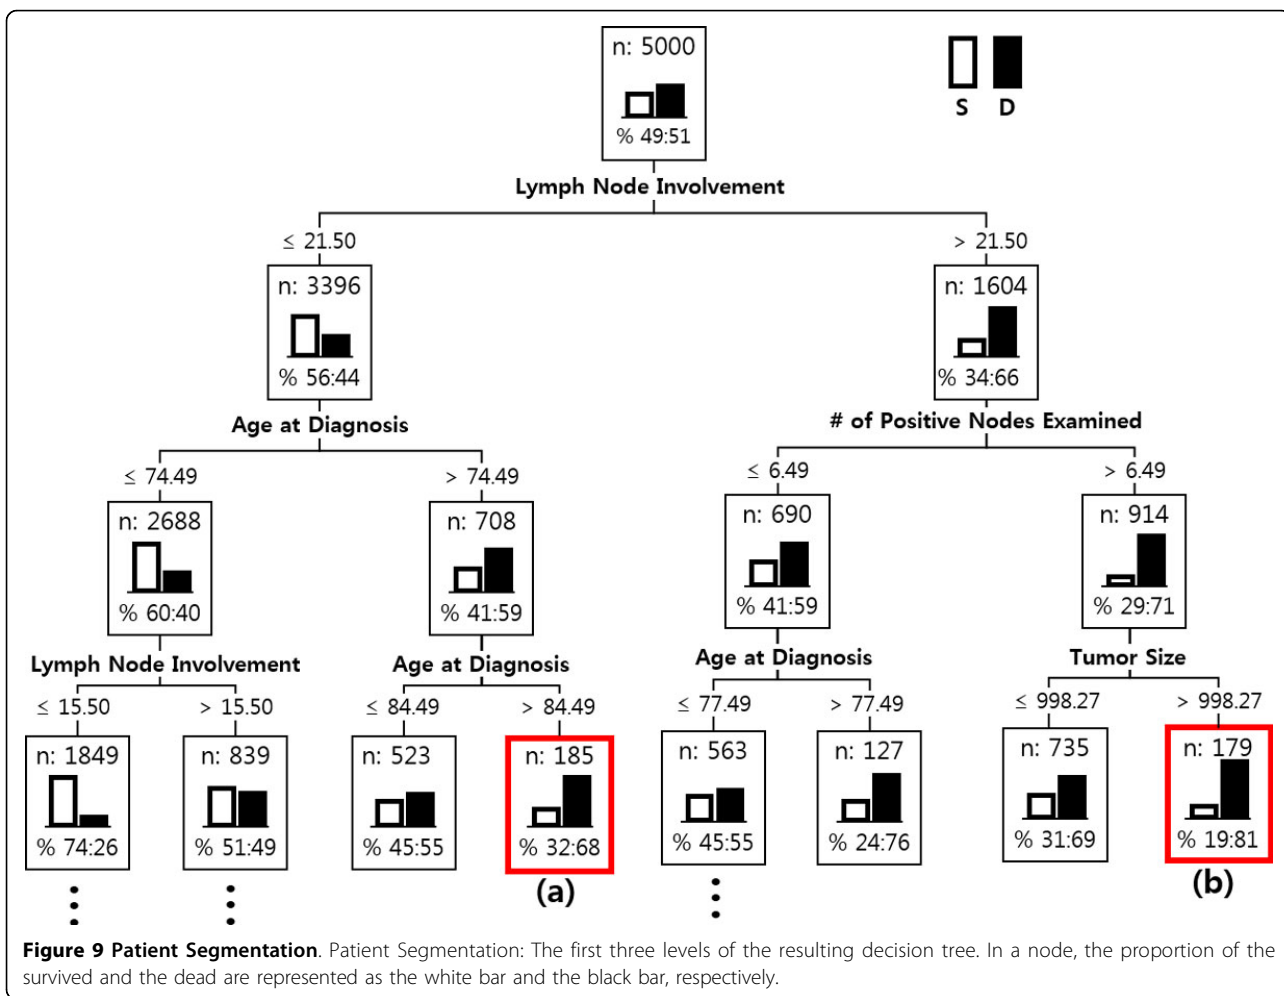 n: 5000
% 49:51
S D
Lymph Node Involvement
≤ 21.50 > 21.50
n: 3396 n: 1604
% 56:44 % 34:66
Age at Diagnosis # of Positive Nodes Examined
≤ 74.49 > 74.49 ≤ 6.49 > 6.49
n: 2688 n: 708 n: 690 n: 914
% 60:40 % 41:59 % 41:59 % 29:71
Lymph Node Involvement Age at Diagnosis Age at Diagnosis Tumor Size
≤ 15.50 > 15.50 ≤ 84.49 > 84.49 ≤ 77.49 > 77.49 ≤ 998.27 > 998.27
n: 1849 n: 839 n: 523 n: 185 n: 563 n: 127 n: 735 n: 179
% 74:26 % 51:49 % 45:55 % 32:68 % 45:55 % 24:76 % 31:69 % 19:81
(a) (b)
Figure 9 Patient Segmentation. Patient Segmentation: The first three levels of the resulting decision tree. In a node, the proportion of the
survived and the dead are represented as the white bar and the black bar, respectively.